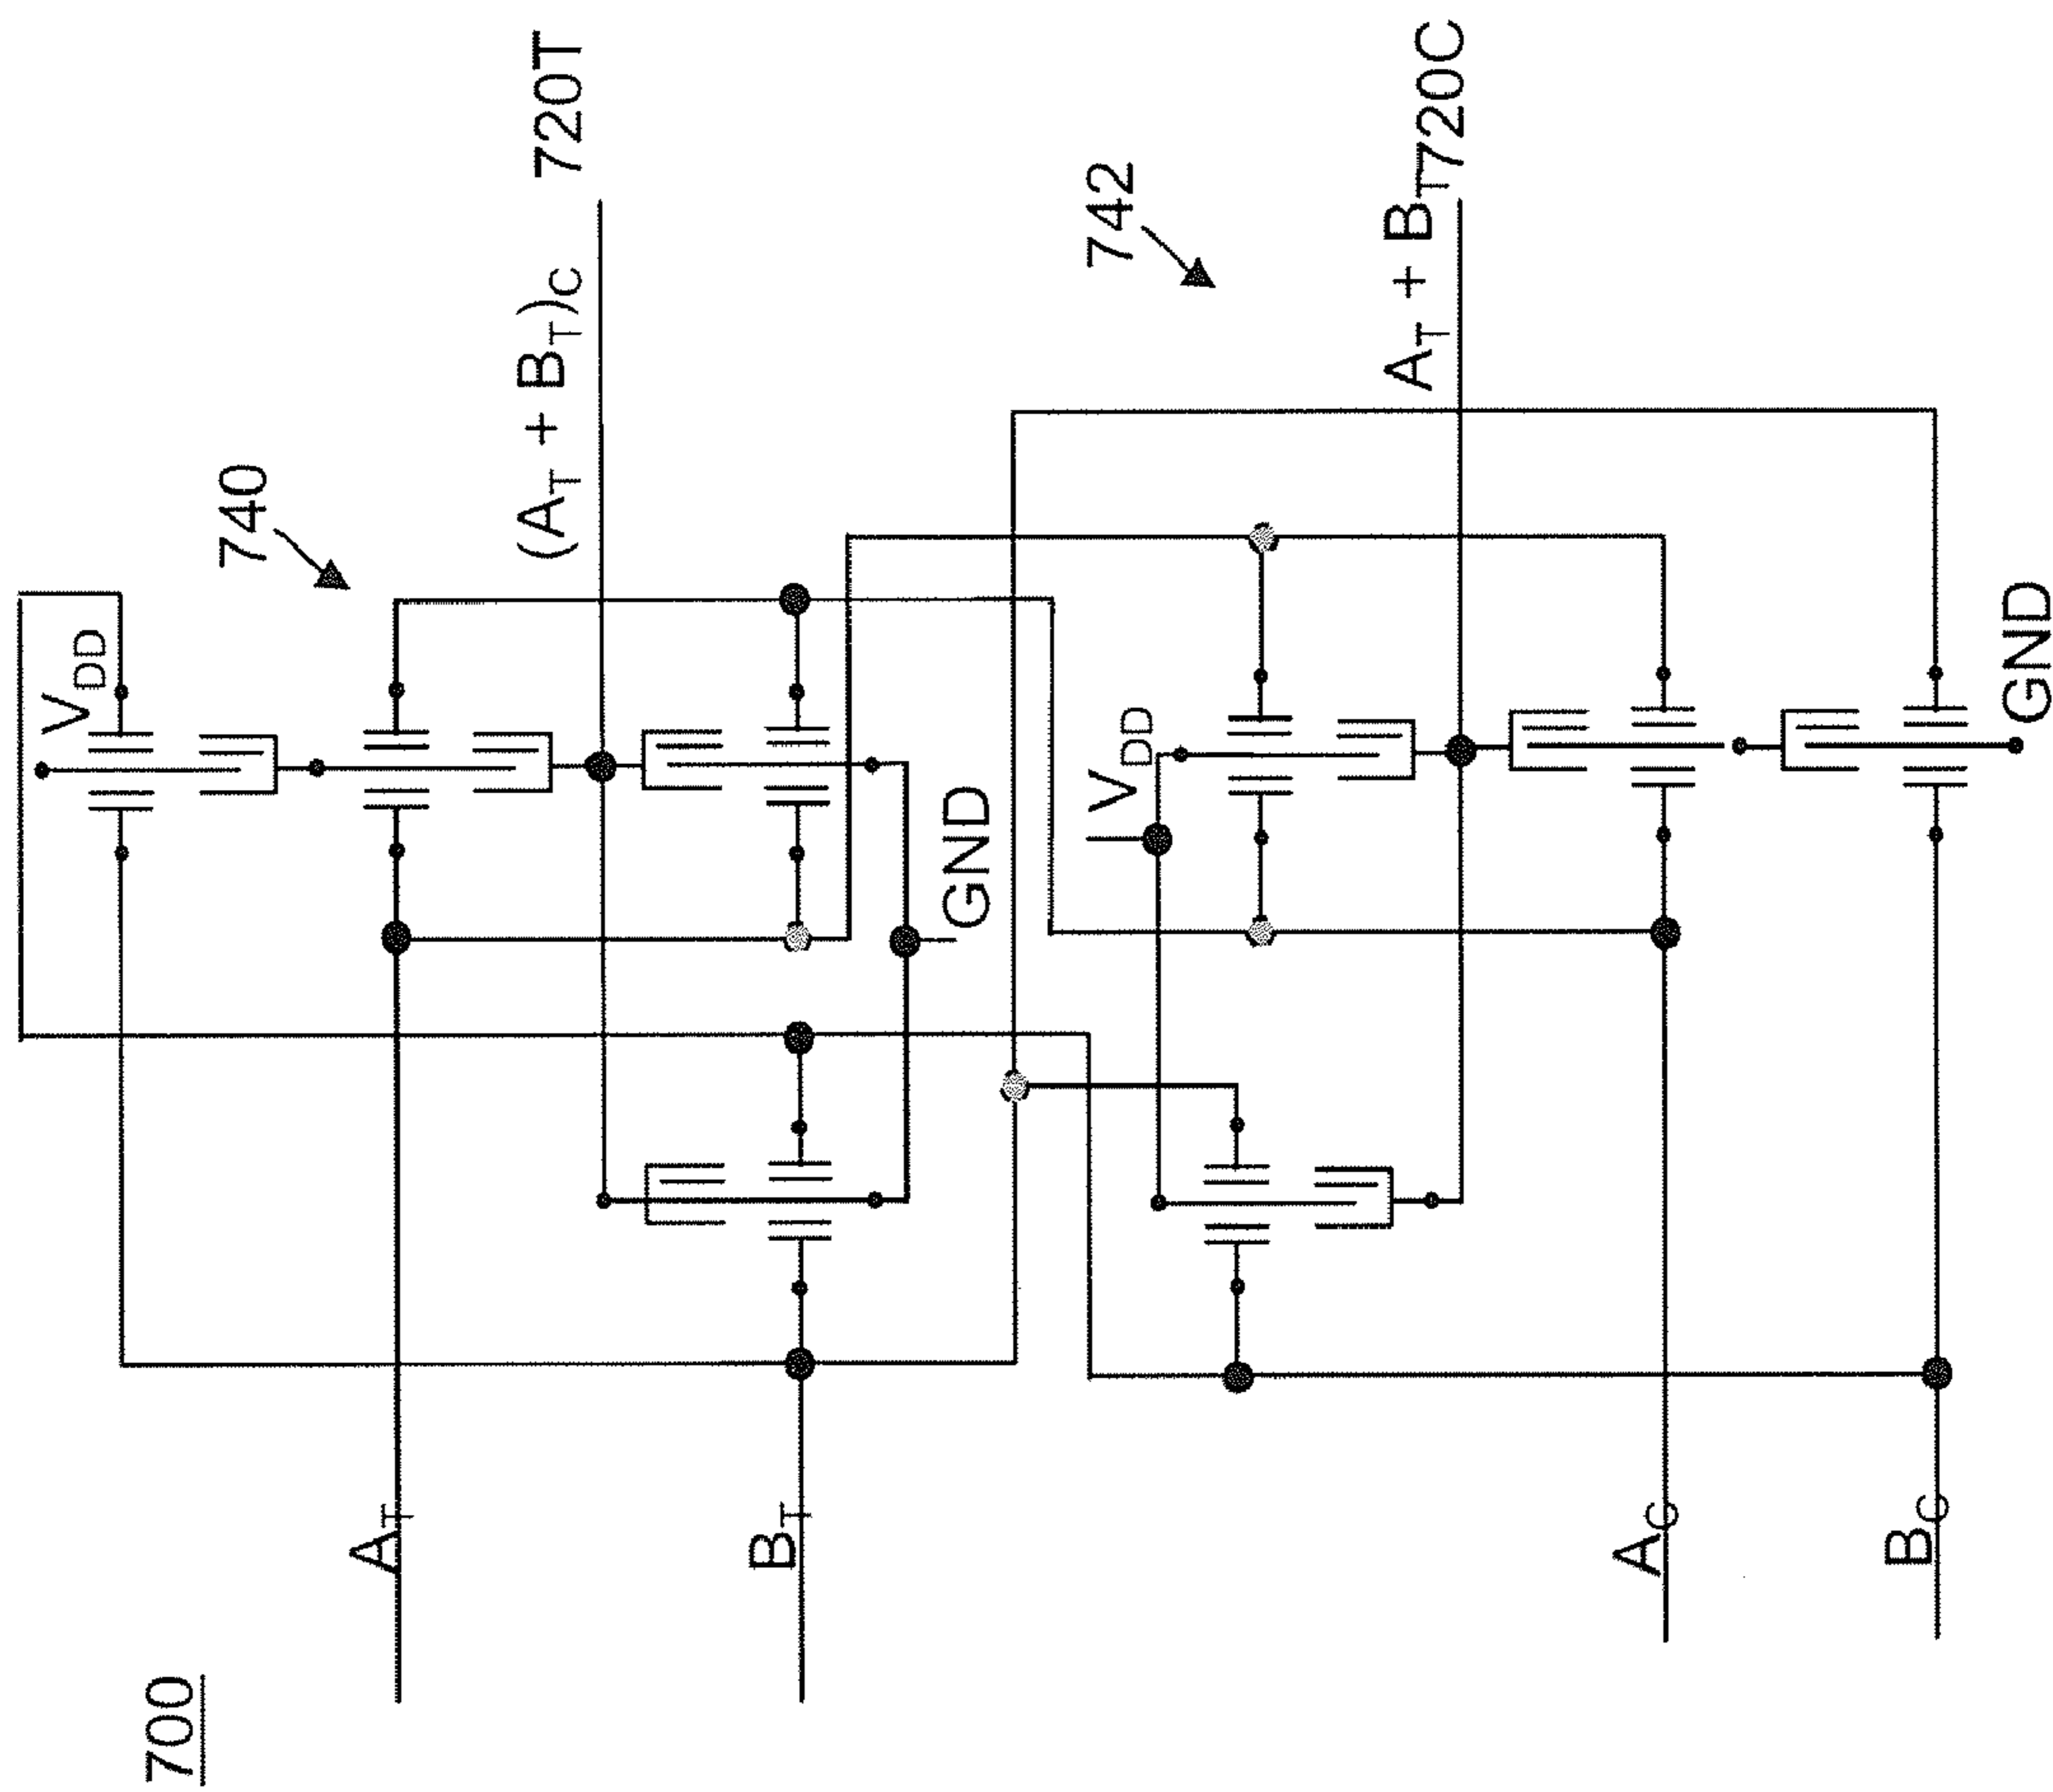 700
A_T
B_T
A_C
B_C
740
V_DD
(A_T + B_T)_C
720T
GND
742
V_DD
A_T + B_T
720C
GND